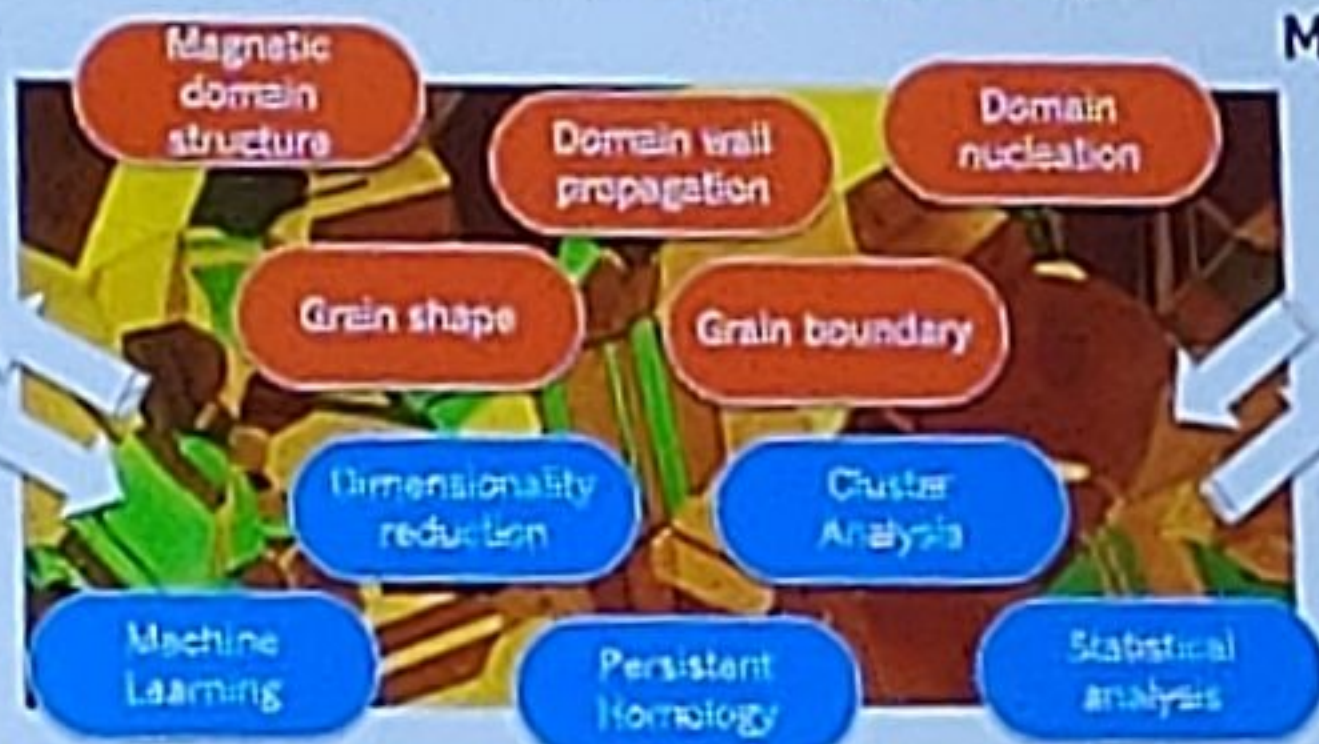 M
Magnetic
domain
structure
Domain wall
propagation
Domain
nucleation
Grain shape
Grain boundary
Dimensionality
reduction
Cluster
Analysis
Machine
Learning
Persistent
Homology
Statistical
analysis